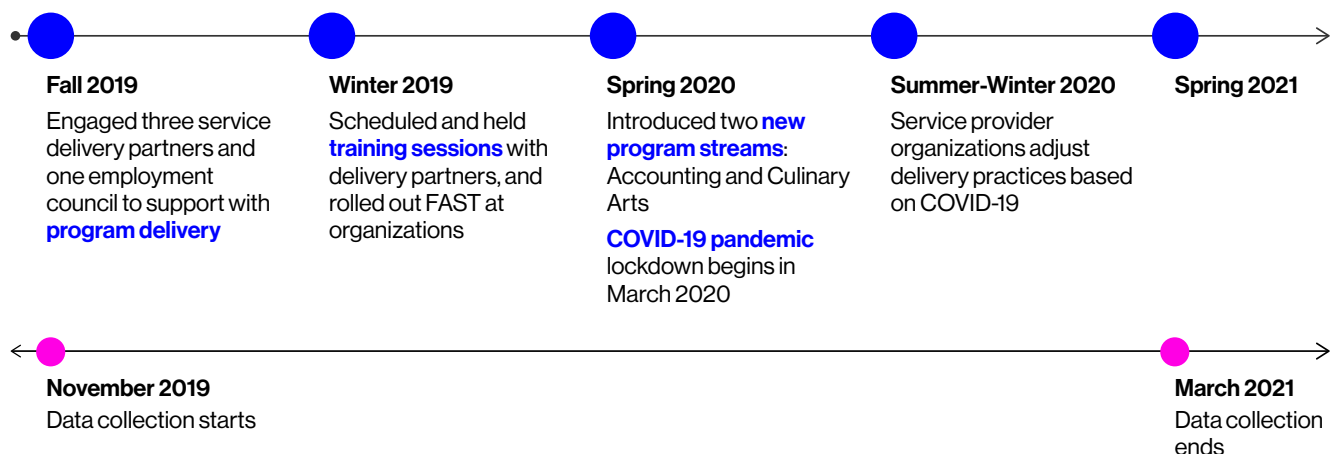 Fall 2019
Engaged three service
delivery partners and
one employment
council to support with
program delivery
Winter 2019
Scheduled and held
training sessions with
delivery partners, and
rolled out FAST at
organizations
Spring 2020
Introduced two new
program streams:
Accounting and Culinary
Arts
COVID-19 pandemic
lockdown begins in
March 2020
Summer-Winter 2020
Service provider
organizations adjust
delivery practices based
on COVID-19
Spring 2021
November 2019
Data collection starts
March 2021
Data collection
ends